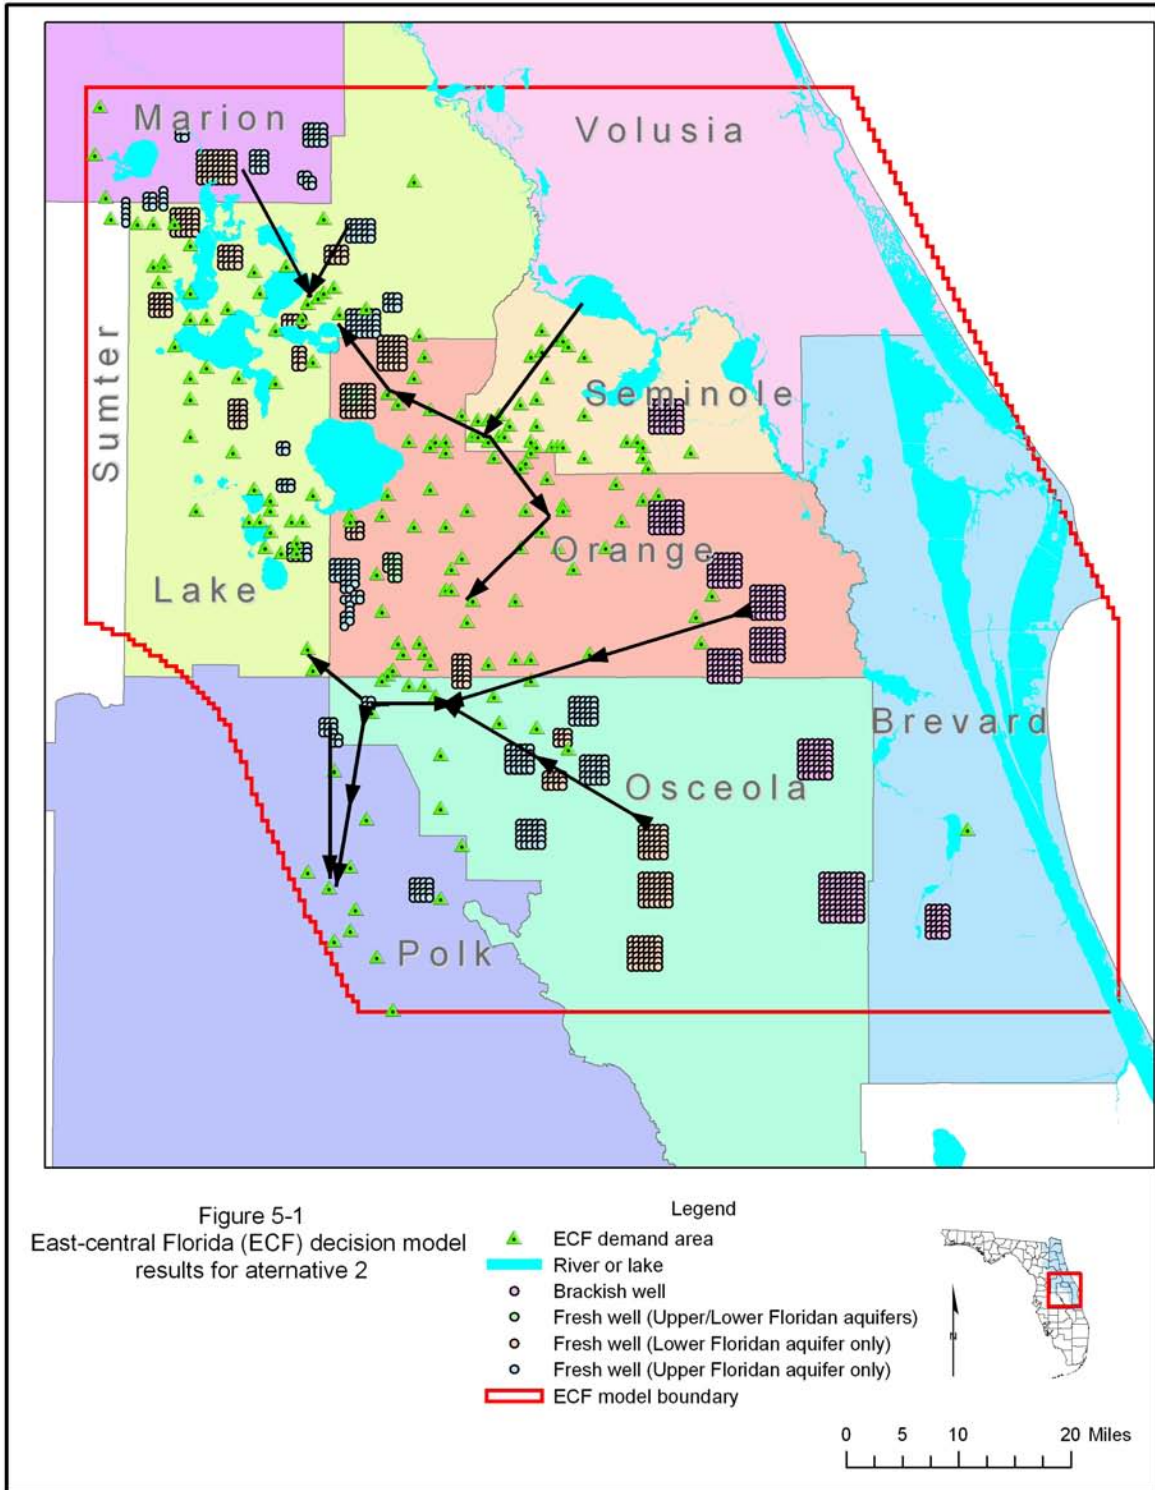 Marion
Volusia
Sumter
Seminole
Orange
Lake
Brevard
Osceola
Polk
Figure 5-1
East-central Florida (ECF) decision model
results for aternative 2
Legend
ECF demand area
River or lake
Brackish well
Fresh well (Upper/Lower Floridan aquifers)
Fresh well (Lower Floridan aquifer only)
Fresh well (Upper Floridan aquifer only)
ECF model boundary
N
0 5 10 20 Miles